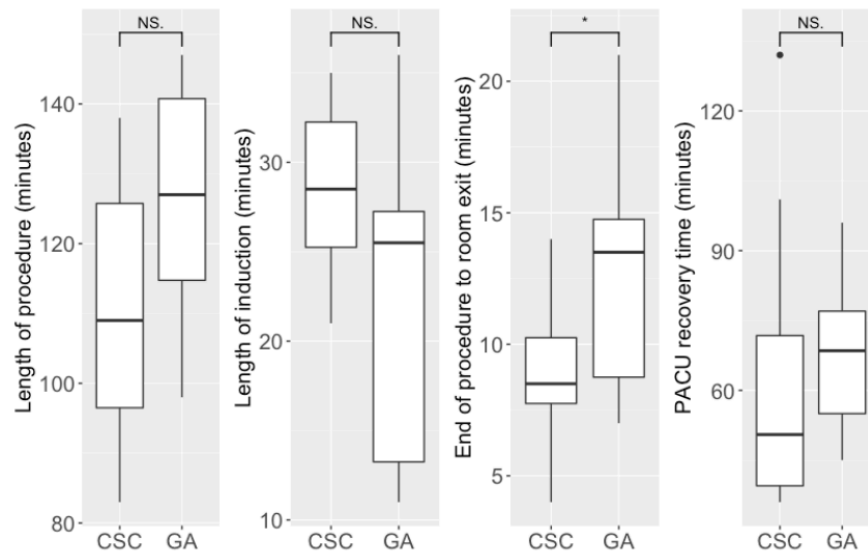 NS.
Length of procedure (minutes)
140
120
100
80
CSC GA
NS.
Length of induction (minutes)
30
20
10
CSC GA
*
End of procedure to room exit (minutes)
20
15
10
5
CSC GA
NS.
PACU recovery time (minutes)
120
90
60
CSC GA